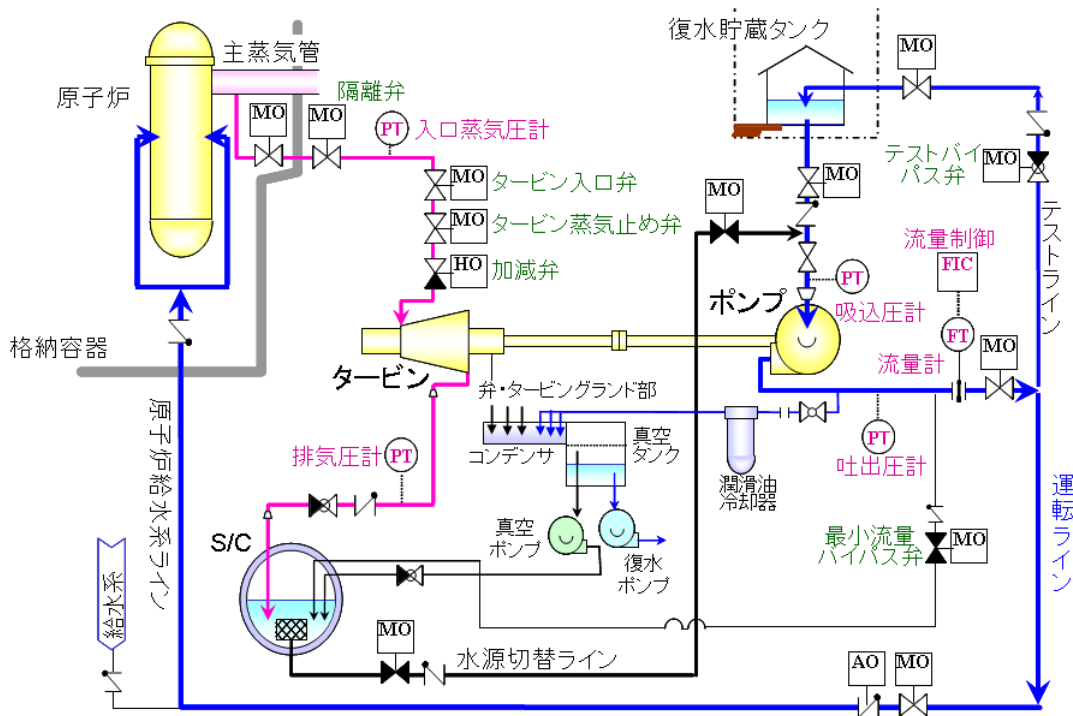 復水貯蔵タンク
主蒸気管
原子炉
隔離弁
MO
MO
PT
入口蒸気圧計
MO
タービン入口弁
MO
タービン蒸気止め弁
HO
加減弁
MO
MO
MO
テストバイ
パス弁
MO
テストライン
流量制御
FIC
PT
吸込圧計
ポンプ
FT
流量計
MO
格納容器
タービン
弁・タービングランド部
コンデンサ
真空
タンク
潤滑油
冷却器
PT
吐出圧計
排気圧計
PT
原子炉給水系ライン
S/C
真空
ポンプ
復水
ポンプ
最小流量
バイパス弁
MO
運転ライン
給水系
MO
水源切替ライン
AO
MO